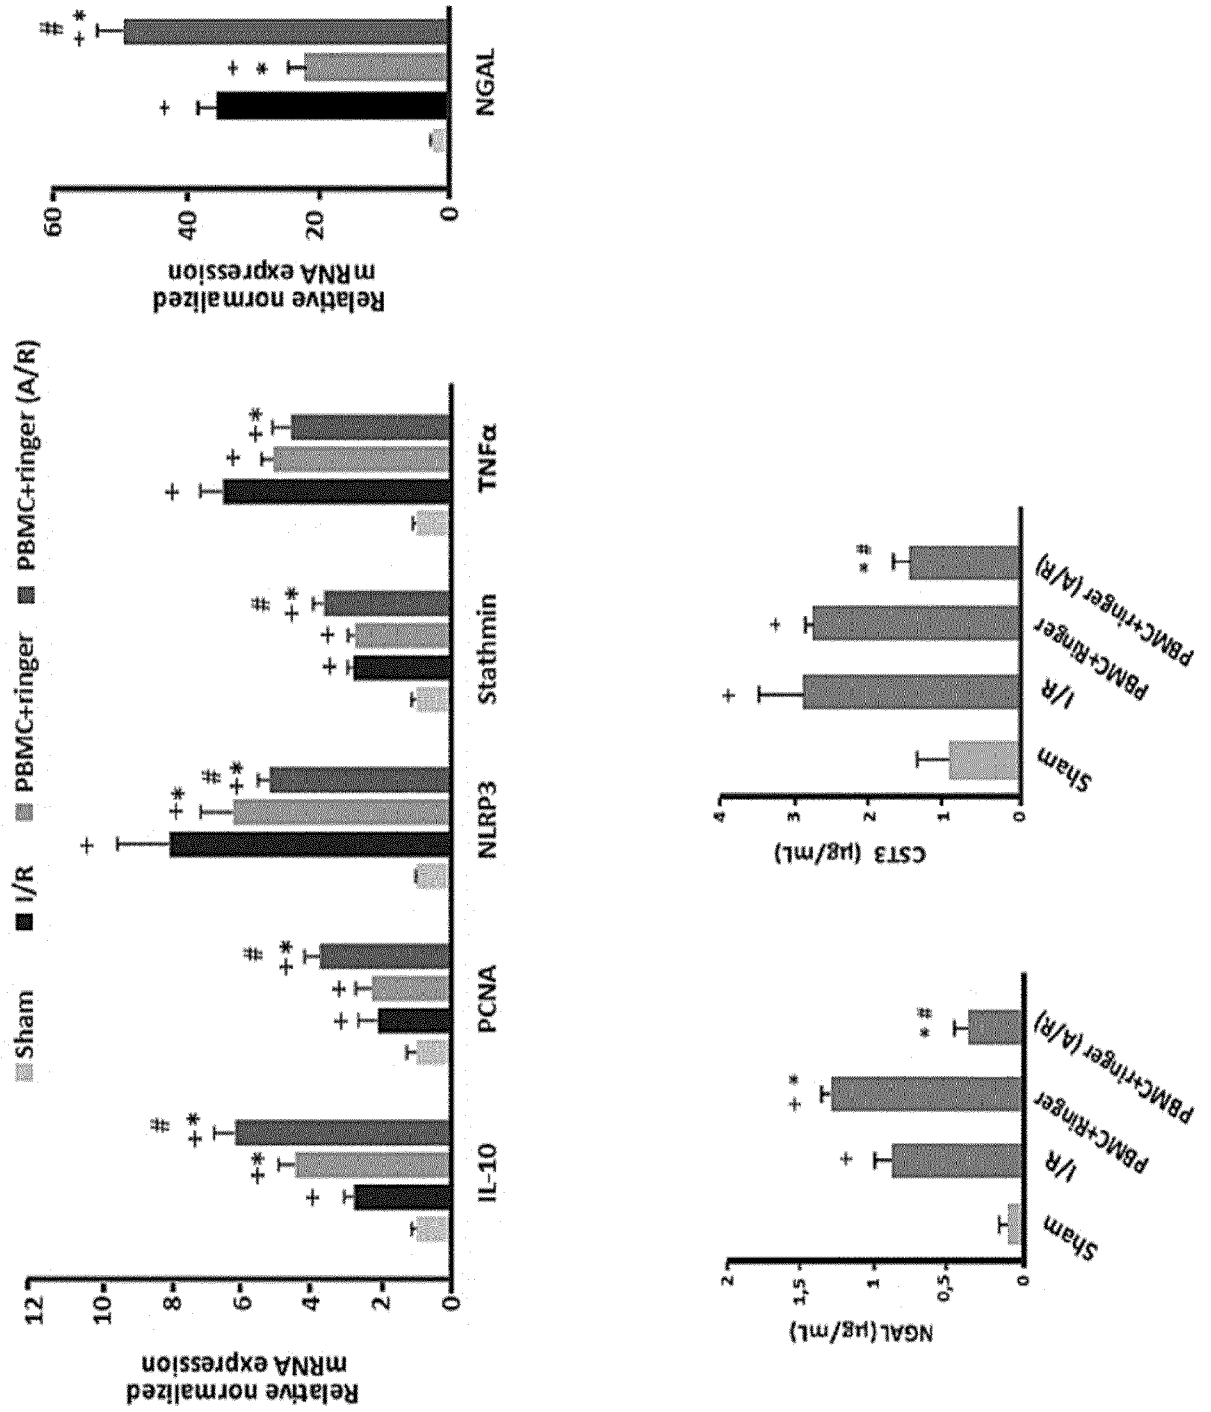 Sham I/R PBMC+ringer PBMC+ringer (A/R)
Relative normalized
mRNA expression
12
10
8
6
4
2
0
+
+*
#
+*
+
+
#
+*
+
+*
#
+*
+
+
#
+*
+
+
+*
IL-10 PCNA NLRP3 Stathmin TNFα
Relative normalized
mRNA expression
60
40
20
0
+
* +
#
+ *
NGAL
NGAL(µg/mL)
2
1,5
1
0,5
0
+
+ *
* #
Sham
I/R
PBMC+Ringer
PBMC+ringer (A/R)
CST3 (µg/mL)
4
3
2
1
0
+
+
* #
Sham
I/R
PBMC+Ringer
PBMC+ringer (A/R)